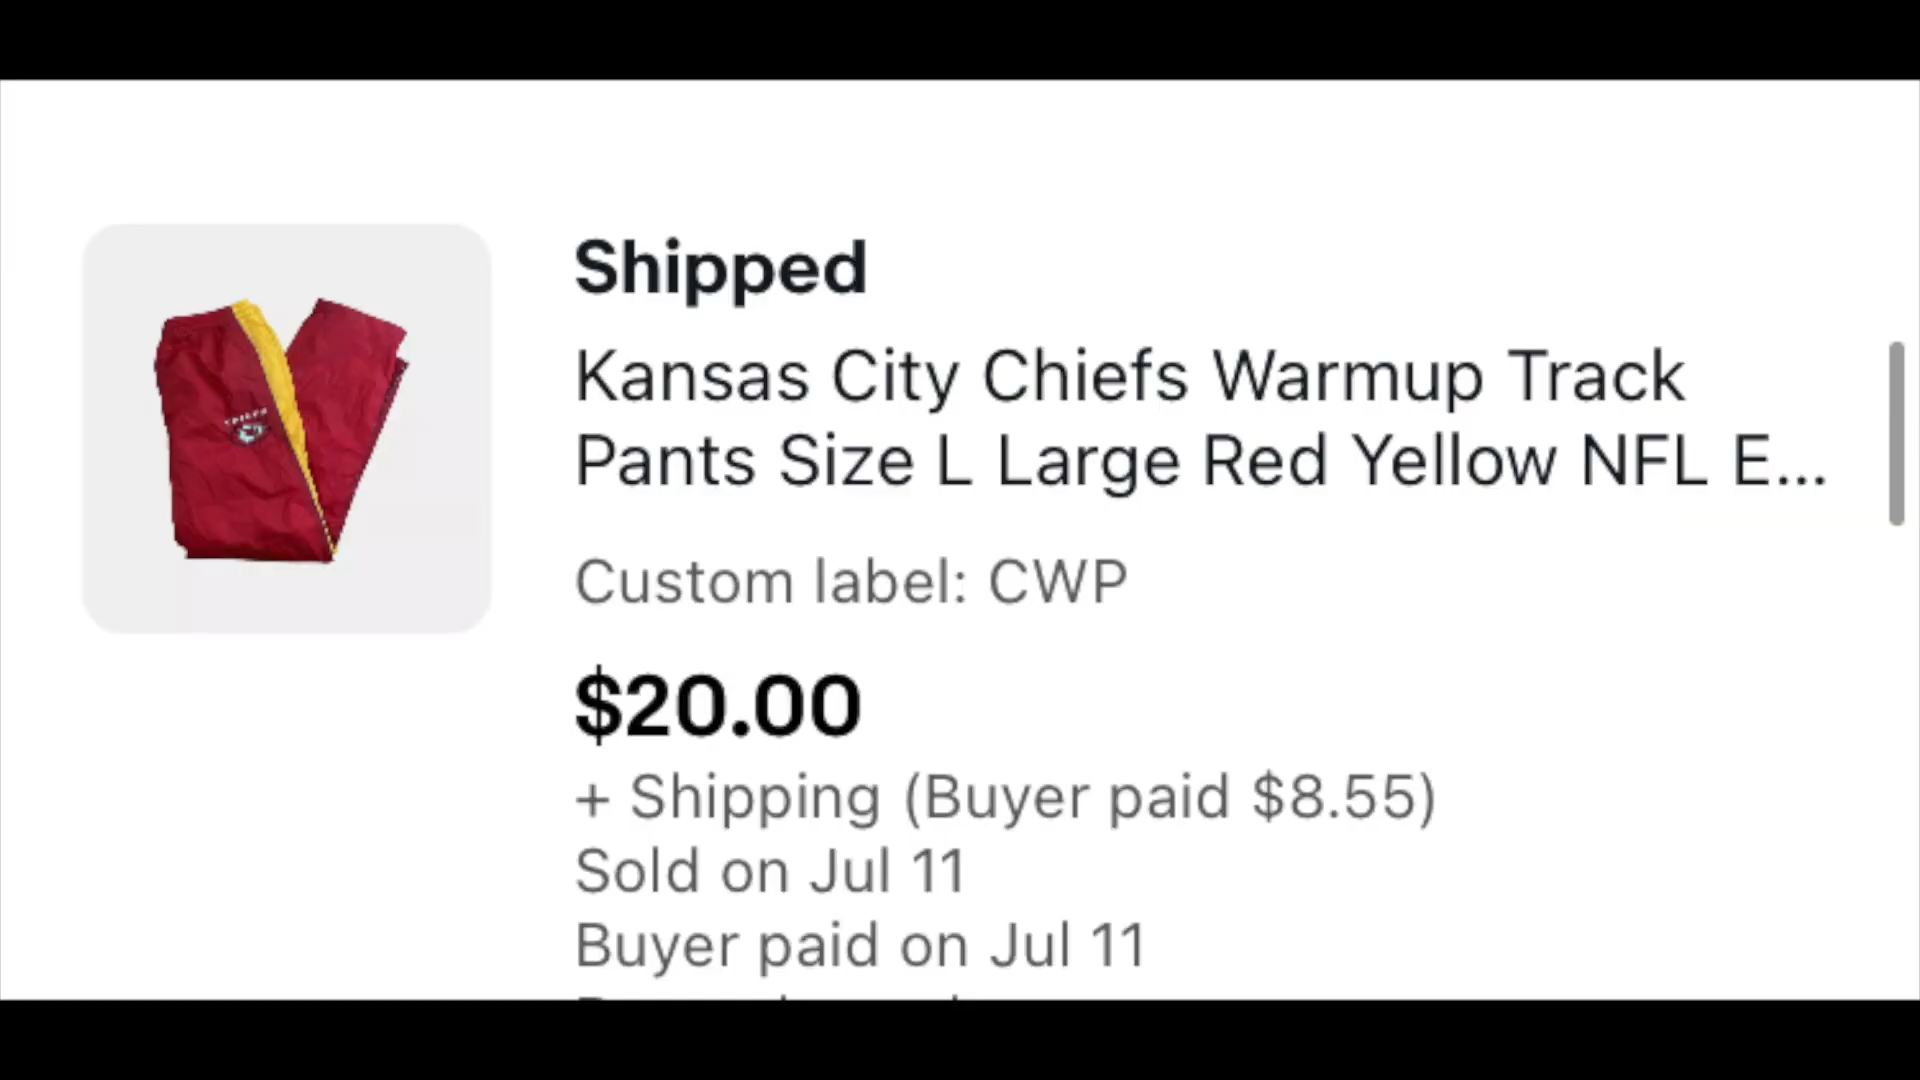 Shipped
Kansas City Chiefs Warmup Track
Pants Size L Large Red Yellow NFL E...
Custom label: CWP
$20.00
+ Shipping (Buyer paid $8.55)
Sold on Jul 11
Buyer paid on Jul 11